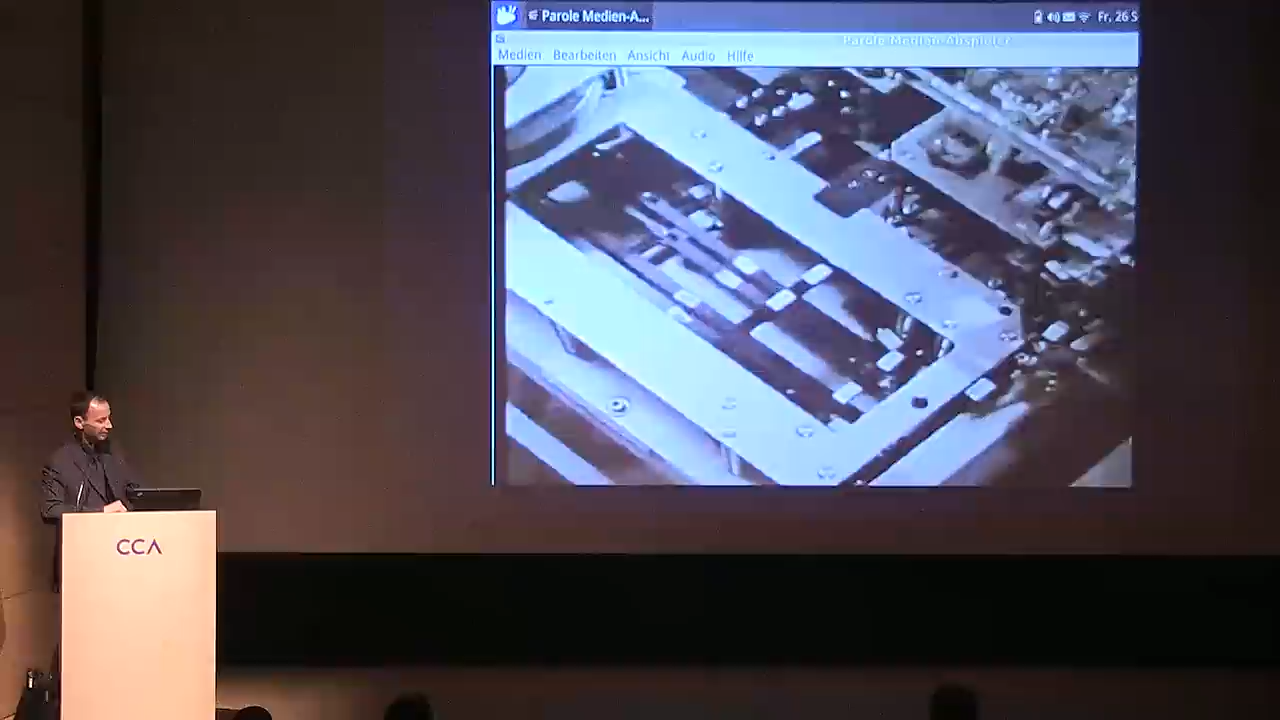 Parole Medien-A...
Fr, 26 S
Parole Medien-Abspieler
Medien Bearbeiten Ansicht Audio Hilfe
CCA